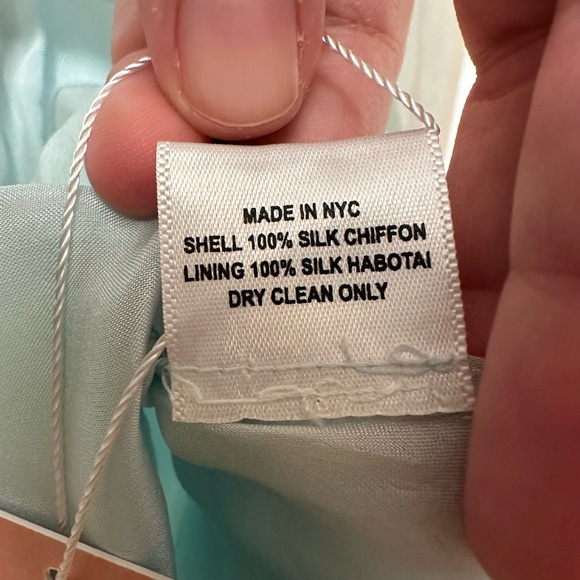 MADE IN NYC
SHELL 100% SILK CHIFFON
LINING 100% SILK HABOTAI
DRY CLEAN ONLY